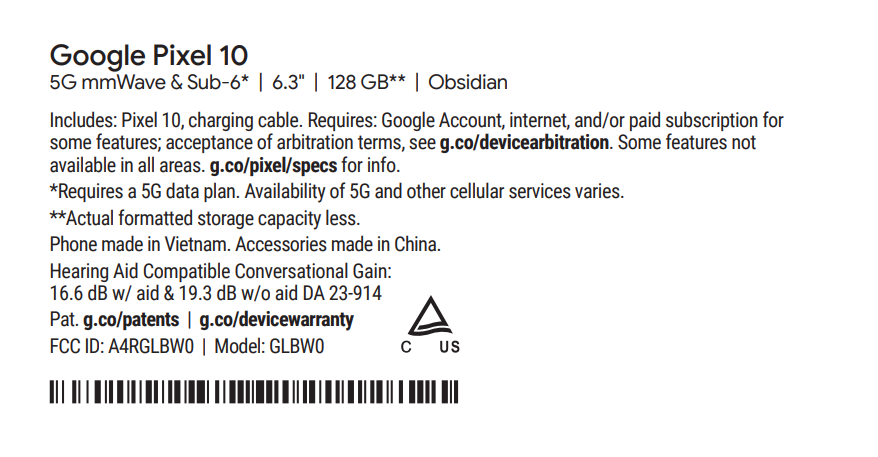 Google Pixel 10
5G mmWave & Sub-6* | 6.3" | 128 GB** | Obsidian
Includes: Pixel 10, charging cable. Requires: Google Account, internet, and/or paid subscription for
some features; acceptance of arbitration terms, see g.co/devicearbitration. Some features not
available in all areas. g.co/pixel/specs for info.
*Requires a 5G data plan. Availability of 5G and other cellular services varies.
**Actual formatted storage capacity less.
Phone made in Vietnam. Accessories made in China.
Hearing Aid Compatible Conversational Gain:
16.6 dB w/ aid & 19.3 dB w/o aid DA 23-914
Pat. g.co/patents | g.co/devicewarranty
FCC ID: A4RGLBW0 | Model: GLBW0
C US